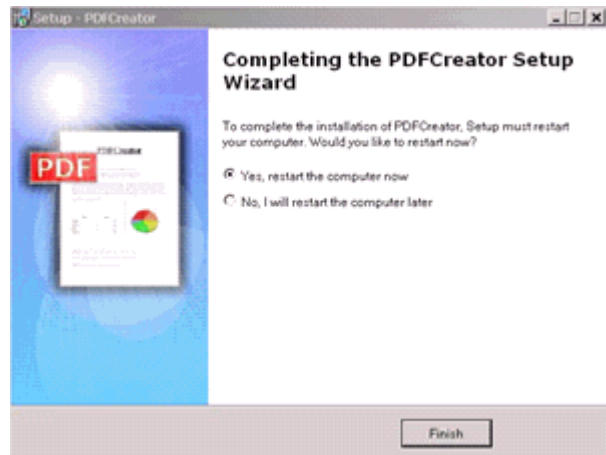 Setup - PDFCreator
Completing the PDFCreator Setup
Wizard
To complete the installation of PDFCreator, Setup must restart
your computer. Would you like to restart now?
Yes, restart the computer now
No, I will restart the computer later
PDFCreator
PDF
Finish